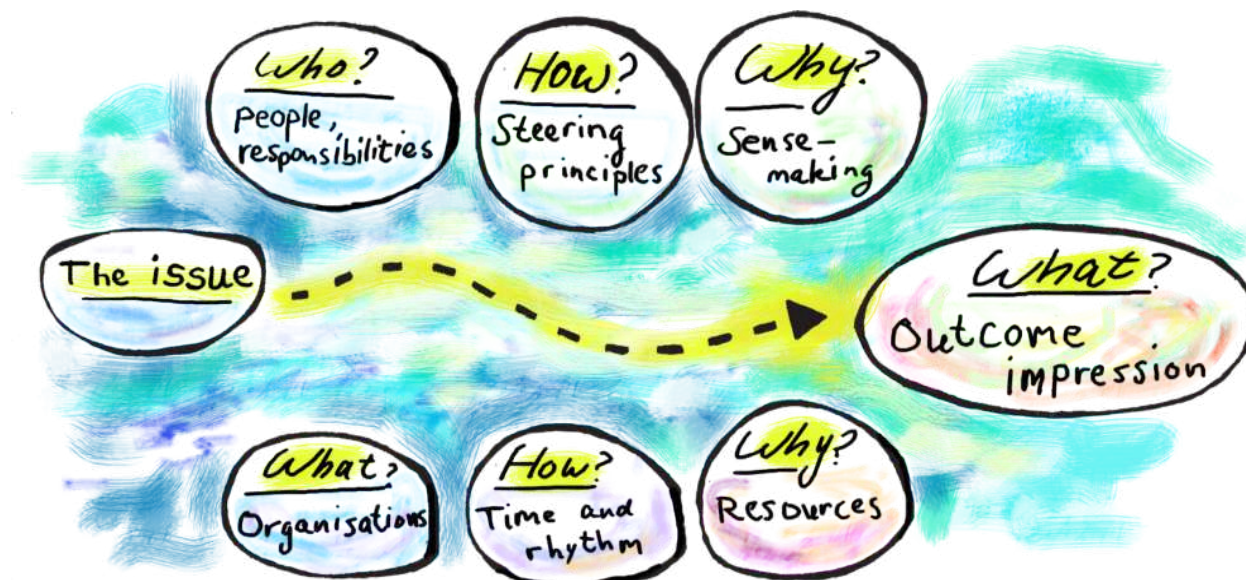 Who?
people,
responsibilities
How?
Steering
principles
Why?
Sense-
making
The issue
What?
Outcome
impression
What?
Organisations
How?
Time and
rhythm
Why?
Resources